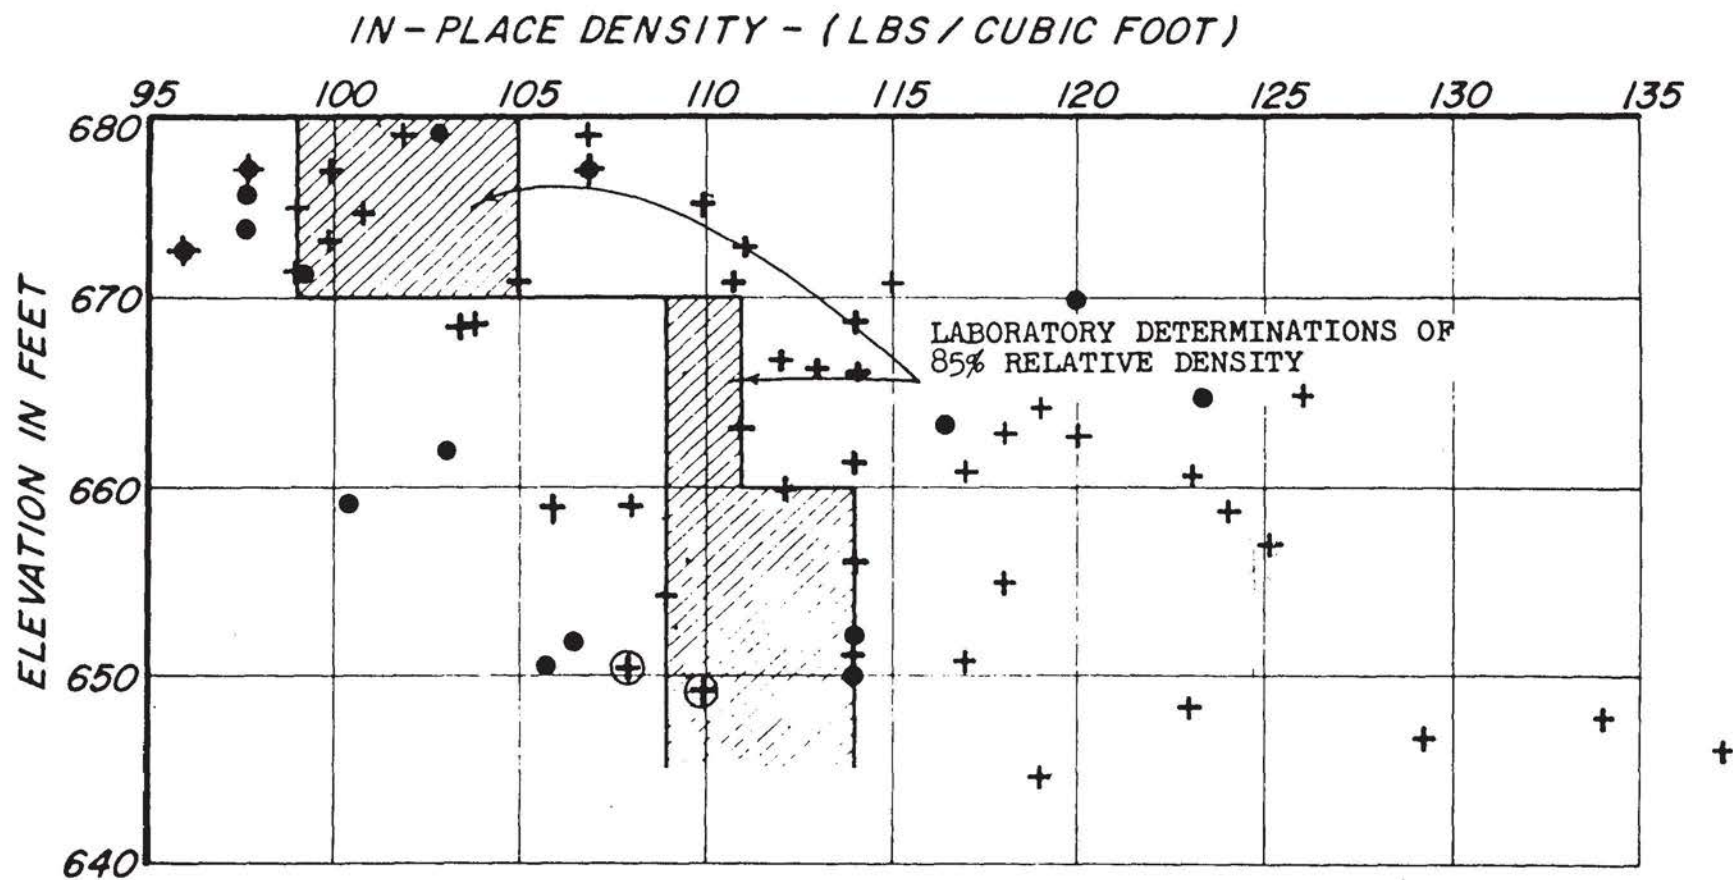 IN-PLACE DENSITY - (LBS/CUBIC FOOT)
95 100 105 110 115 120 125 130 135
680
670
660
650
640
ELEVATION IN FEET
LABORATORY DETERMINATIONS OF
85% RELATIVE DENSITY